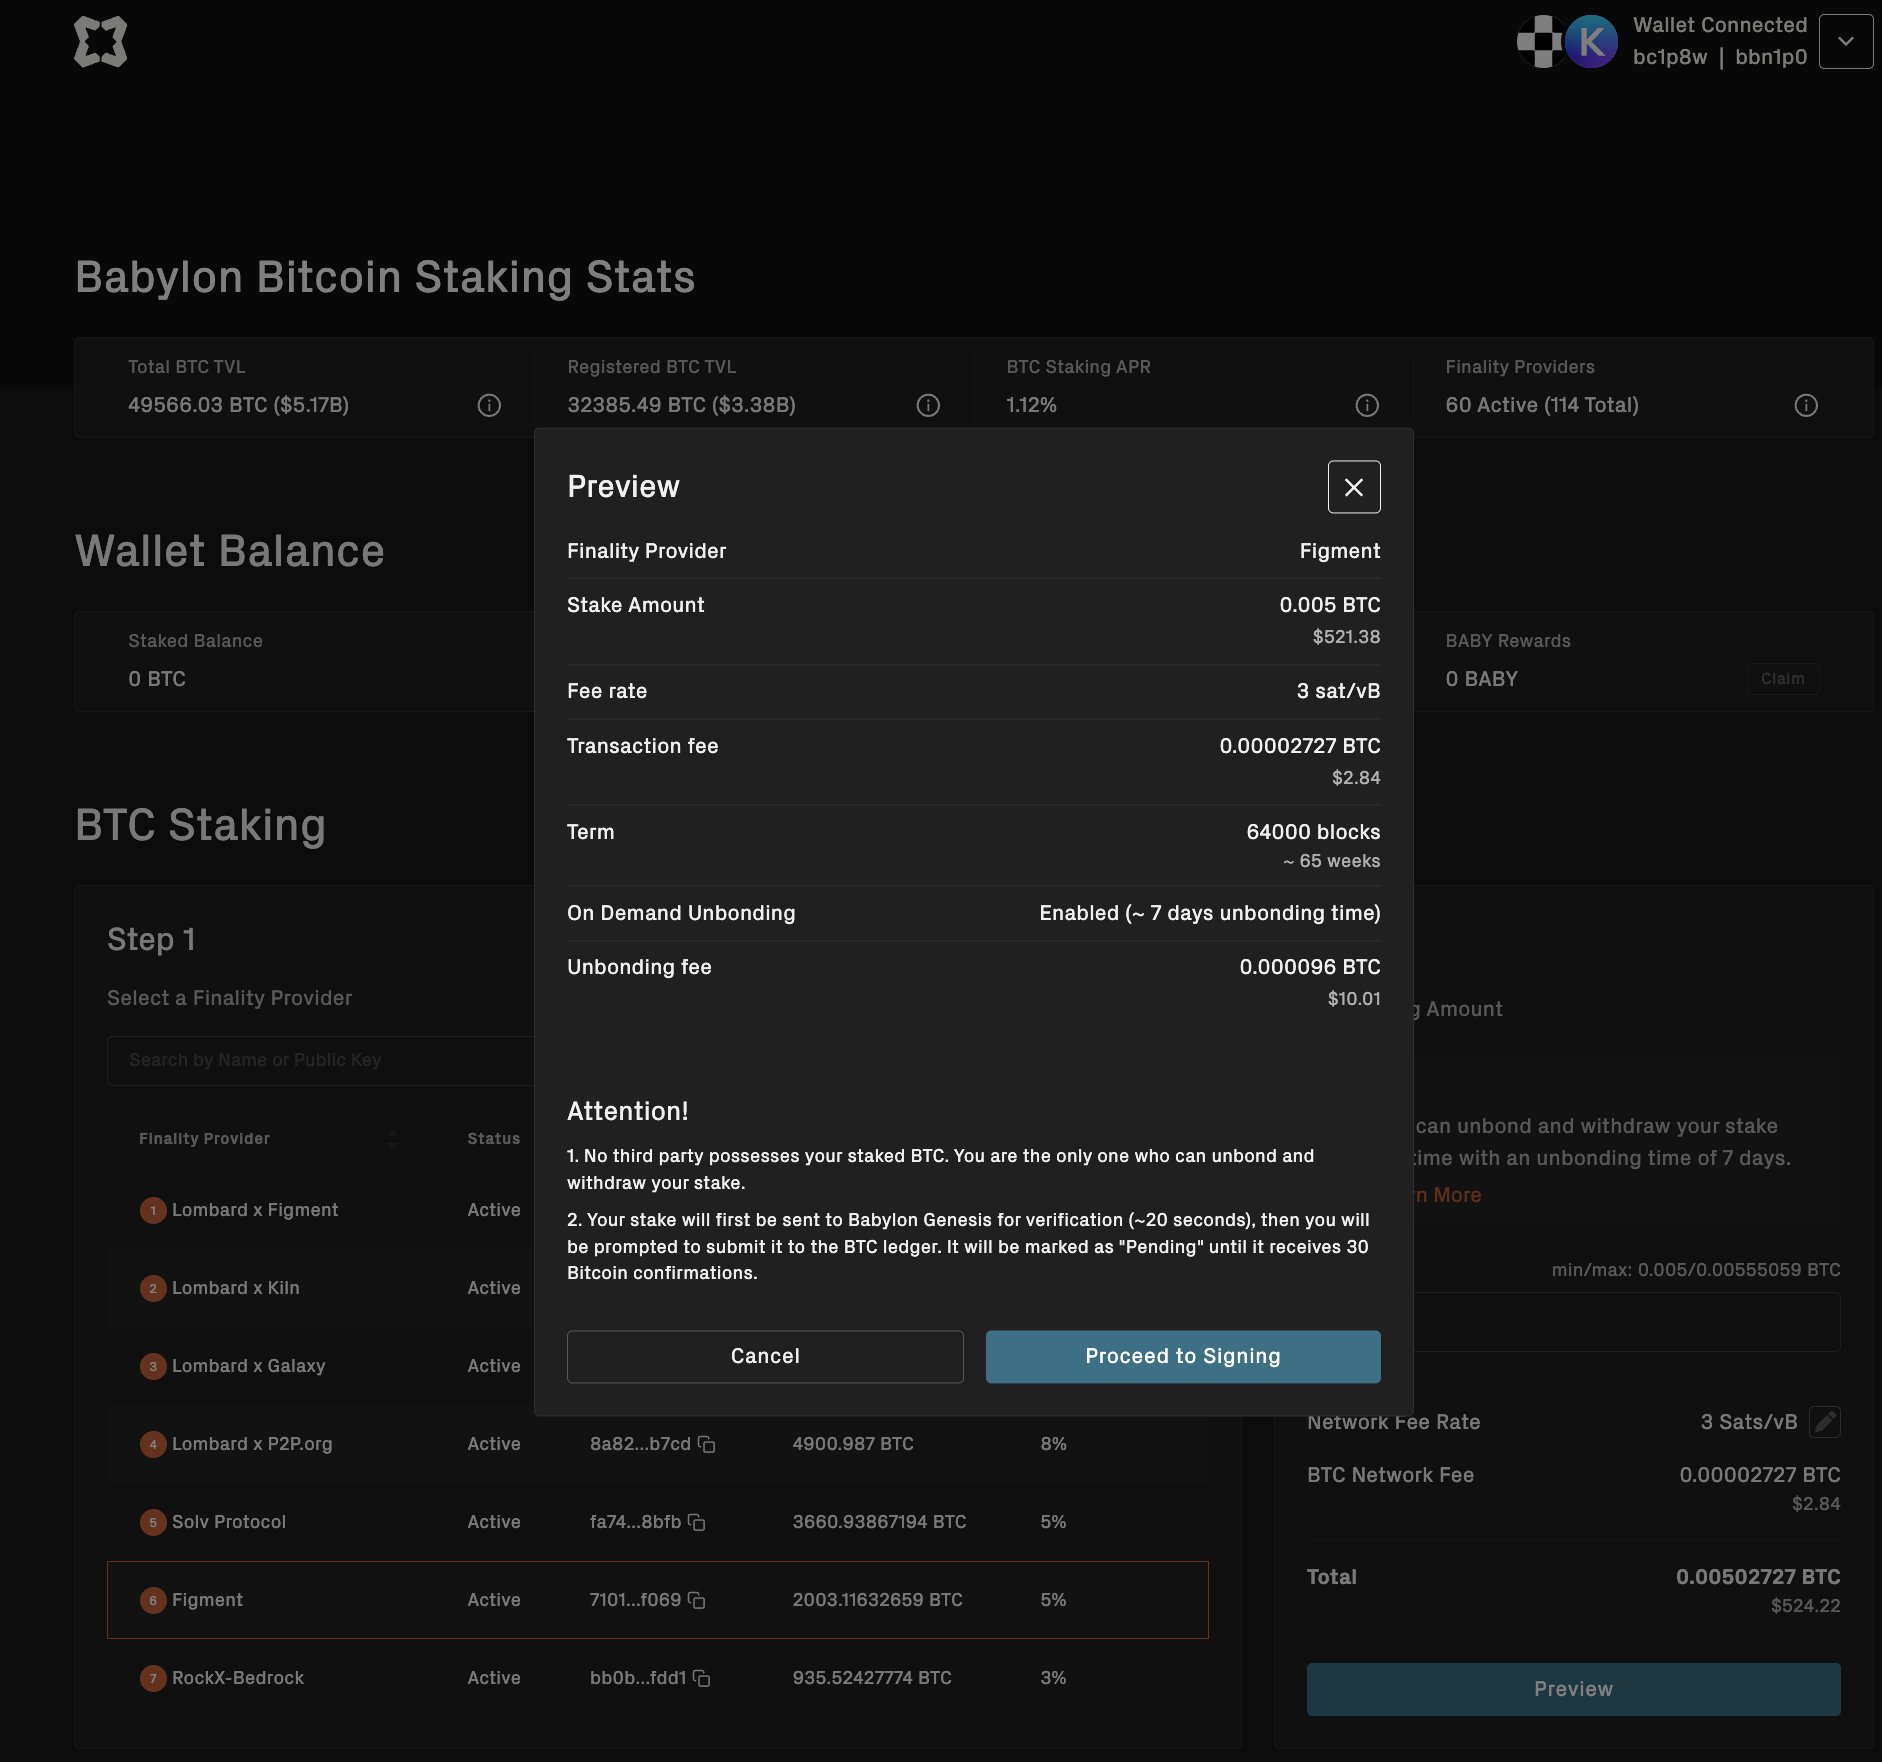 K
Wallet Connected
bc1p8w | bbn1p0
Babylon Bitcoin Staking Stats
Total BTC TVL
49566.03 BTC ($5.17B)
Registered BTC TVL
32385.49 BTC ($3.38B)
BTC Staking APR
1.12%
Finality Providers
60 Active (114 Total)
Wallet Balance
Staked Balance
0 BTC
BABY Rewards
0 BABY
Claim
Preview
Finality Provider Figment
Stake Amount 0.005 BTC
$521.38
Fee rate 3 sat/vB
Transaction fee 0.00002727 BTC
$2.84
Term 64000 blocks
~ 65 weeks
On Demand Unbonding Enabled (~ 7 days unbonding time)
Unbonding fee 0.000096 BTC
$10.01
Attention!
1. No third party possesses your staked BTC. You are the only one who can unbond and
withdraw your stake.
2. Your stake will first be sent to Babylon Genesis for verification (~20 seconds), then you will
be prompted to submit it to the BTC ledger. It will be marked as "Pending" until it receives 30
Bitcoin confirmations.
Cancel
Proceed to Signing
BTC Staking
Step 1
Select a Finality Provider
Search by Name or Public Key
Finality Provider Status
1 Lombard x Figment Active
2 Lombard x Kiln Active
3 Lombard x Galaxy Active
4 Lombard x P2P.org Active 8a82...b7cd 4900.987 BTC 8%
5 Solv Protocol Active fa74...8bfb 3660.93867194 BTC 5%
6 Figment Active 7101...f069 2003.11632659 BTC 5%
7 RockX-Bedrock Active bb0b...fdd1 935.52427774 BTC 3%
Amount
can unbond and withdraw your stake
time with an unbonding time of 7 days.
More
min/max: 0.005/0.00555059 BTC
Network Fee Rate 3 Sats/vB
BTC Network Fee 0.00002727 BTC
$2.84
Total 0.00502727 BTC
$524.22
Preview